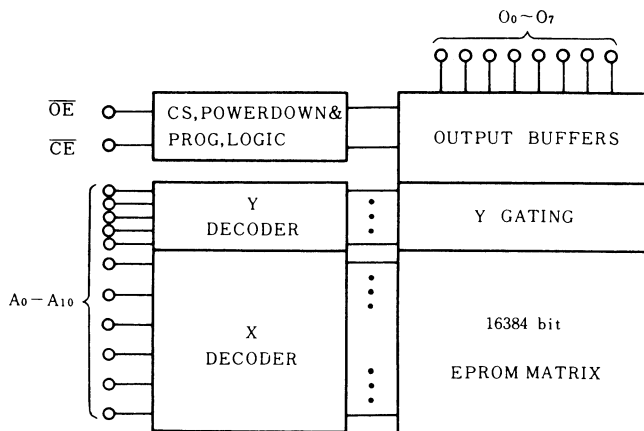 O₀~O₇
OE
CE
CS,POWERDOWN&
PROG,LOGIC
OUTPUT BUFFERS
Y
DECODER
Y GATING
A₀-A₁₀
X
DECODER
16384 bit
EPROM MATRIX